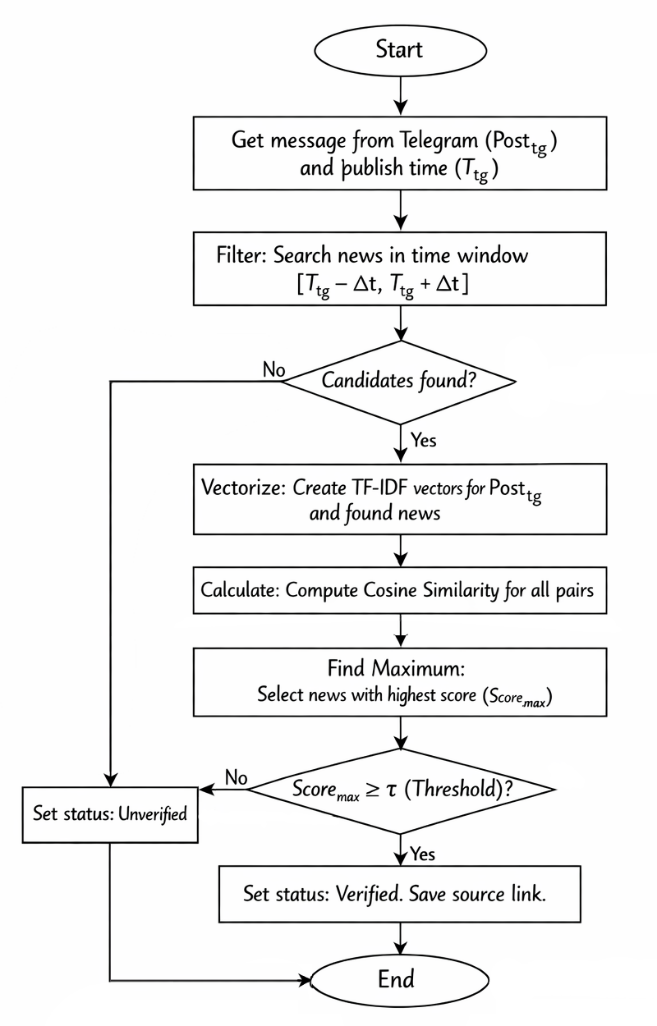 Start
Get message from Telegram (Post_tg)
and publish time (T_tg)
Filter: Search news in time window
[T_tg – Δt, T_tg + Δt]
Candidates found?
No
Yes
Vectorize: Create TF-IDF vectors for Post_tg
and found news
Calculate: Compute Cosine Similarity for all pairs
Find Maximum:
Select news with highest score (Score_max)
Score_max ≥ τ (Threshold)?
No
Set status: Unverified
Yes
Set status: Verified. Save source link.
End